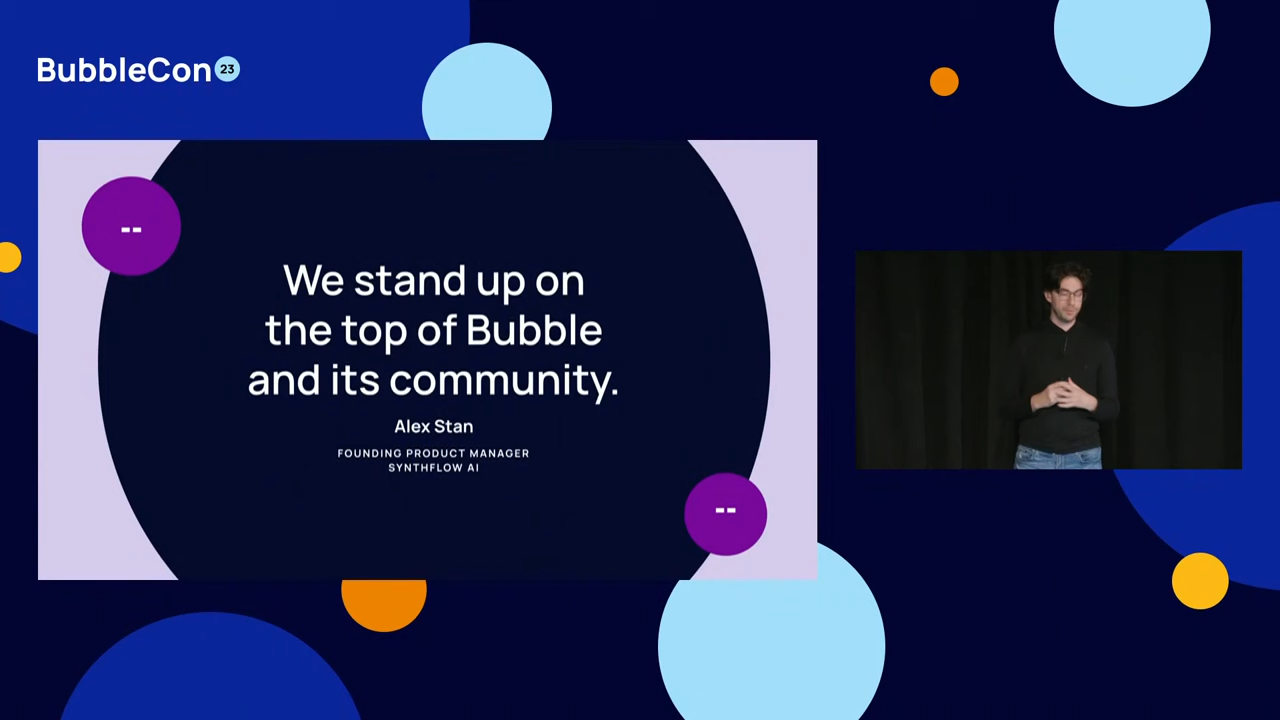 BubbleCon 23
--
We stand up on
the top of Bubble
and its community.
Alex Stan
FOUNDING PRODUCT MANAGER
SYNTHFLOW AI
--